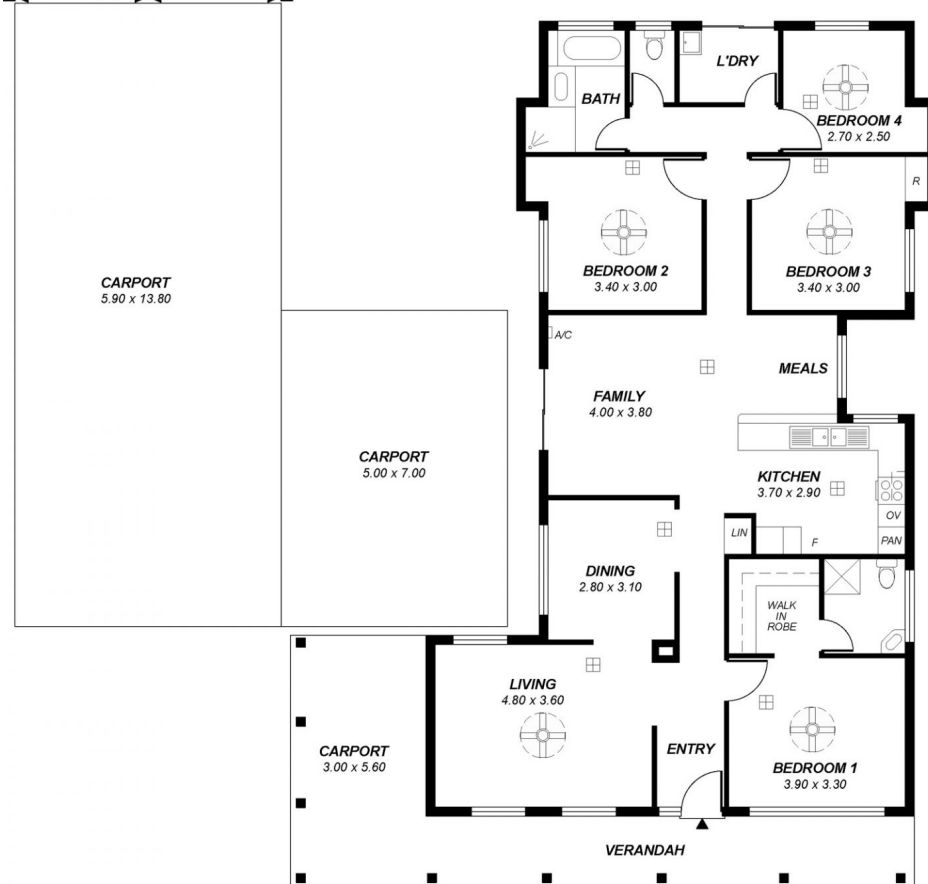 L'DRY
BATH
BEDROOM 4
2.70 x 2.50
R
CARPORT
5.90 x 13.80
BEDROOM 2
3.40 x 3.00
BEDROOM 3
3.40 x 3.00
A/C
MEALS
FAMILY
4.00 x 3.80
CARPORT
5.00 x 7.00
KITCHEN
3.70 x 2.90
OV
LIN
F
PAN
DINING
2.80 x 3.10
WALK
IN
ROBE
LIVING
4.80 x 3.60
CARPORT
3.00 x 5.60
ENTRY
BEDROOM 1
3.90 x 3.30
VERANDAH